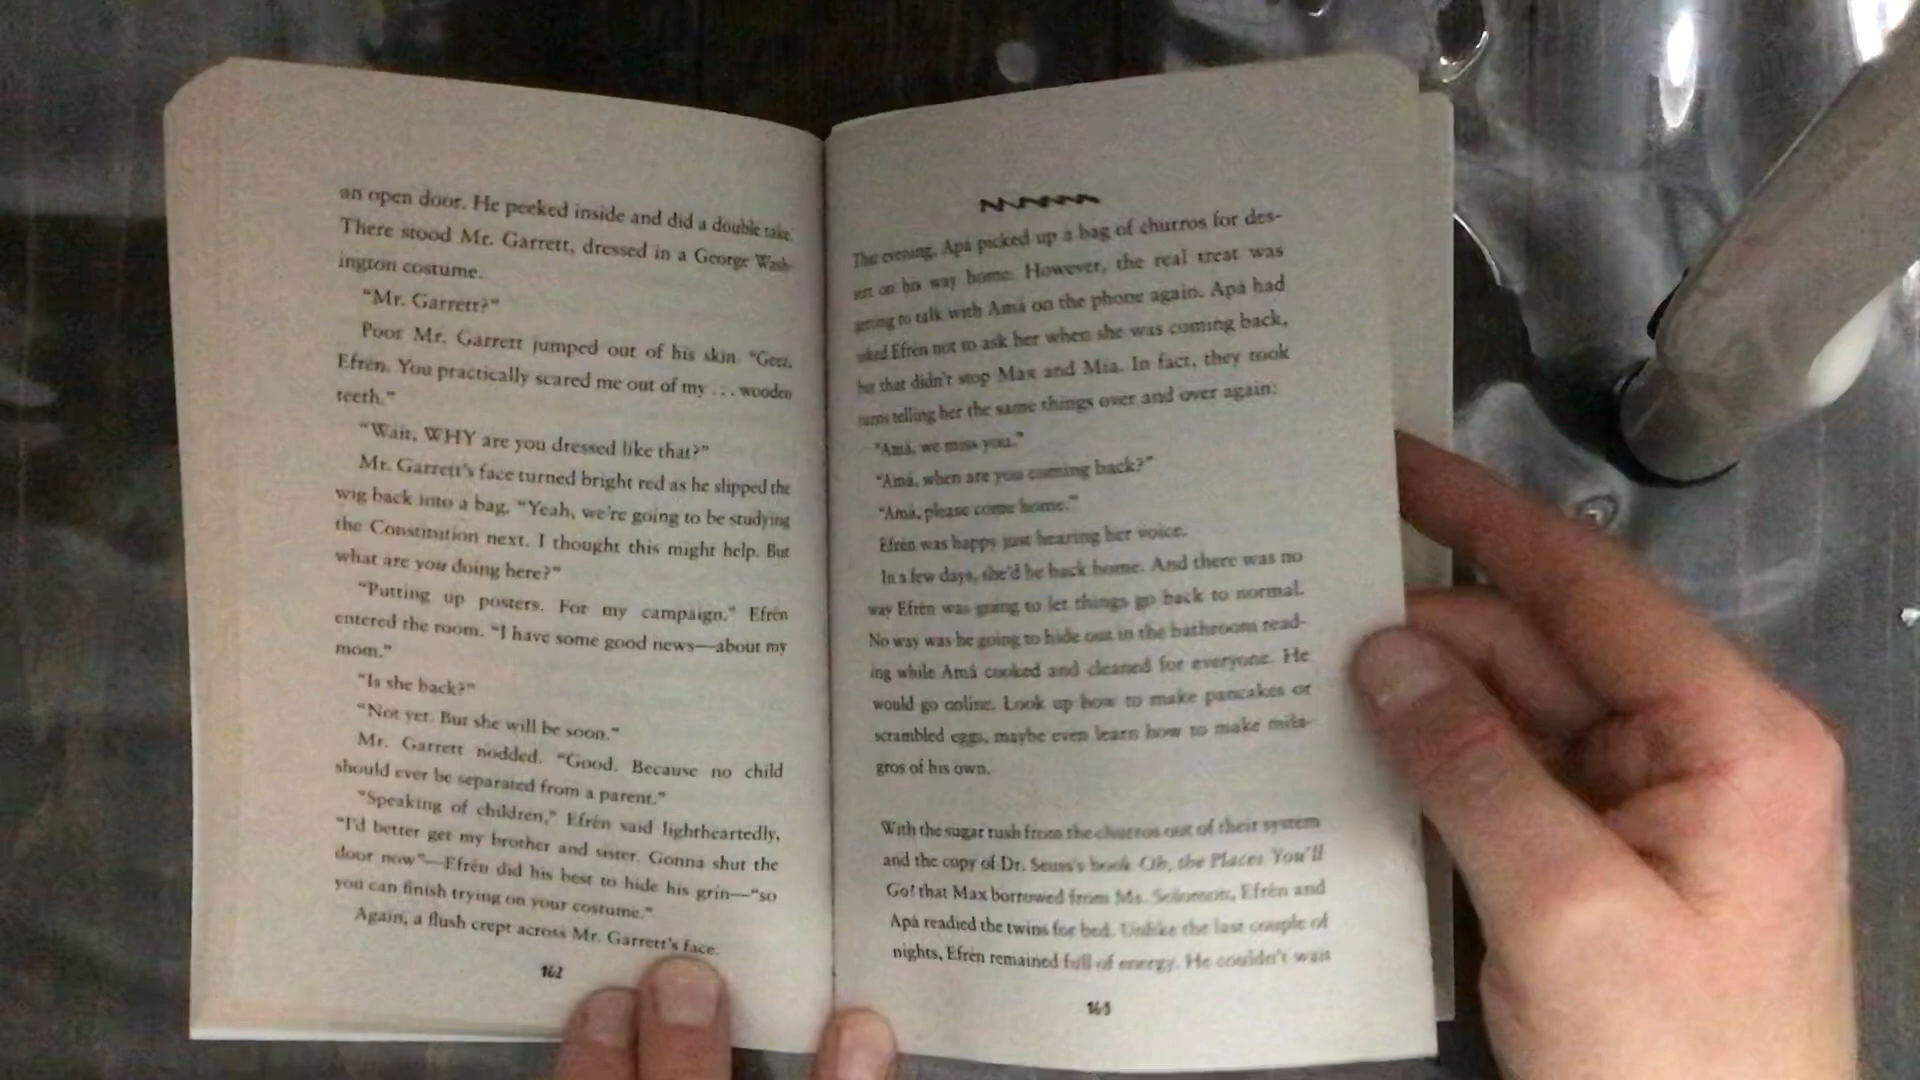 an open door. He peeked inside and did a double take.
There stood Mr. Garrett, dressed in a George Wash-
ington costume.
“Mr. Garrett?”
Poor Mr. Garrett jumped out of his skin. “Geez,
Efrén. You practically scared me out of my . . . wooden
teeth.”
“Wait, WHY are you dressed like that?”
Mr. Garrett’s face turned bright red as he slipped the
wig back into a bag. “Yeah, we’re going to be studying
the Constitution next. I thought this might help. But
what are you doing here?”
“Putting up posters. For my campaign.” Efrén
entered the room. “I have some good news—about my
mom.”
“Is she back?”
“Not yet. But she will be soon.”
Mr. Garrett nodded. “Good. Because no child
should ever be separated from a parent.”
“Speaking of children,” Efrén said lightheartedly,
“I’d better get my brother and sister. Gonna shut the
door now”—Efrén did his best to hide his grin—“so
you can finish trying on your costume.”
Again, a flush crept across Mr. Garrett’s face.
162
That evening, Apá picked up a bag of churros for des-
sert on his way home. However, the real treat was
getting to talk with Amá on the phone again. Apá had
asked Efrén not to ask her when she was coming back,
but that didn’t stop Max and Mia. In fact, they took
turns telling her the same things over and over again:
“Amá, we miss you.”
“Amá, when are you coming back?”
“Amá, please come home.”
Efrén was happy just hearing her voice.
In a few days, she’d be back home. And there was no
way Efrén was going to let things go back to normal.
No way was he going to hide out in the bathroom read-
ing while Amá cooked and cleaned for everyone. He
would go online. Look up how to make pancakes or
scrambled eggs, maybe even learn how to make mila-
gros of his own.
With the sugar rush from the churros out of their system
and the copy of Dr. Seuss’s book Oh, the Places You’ll
Go! that Max borrowed from Ms. Solomon, Efrén and
Apá readied the twins for bed. Unlike the last couple of
nights, Efrén remained full of energy. He couldn’t wait
163